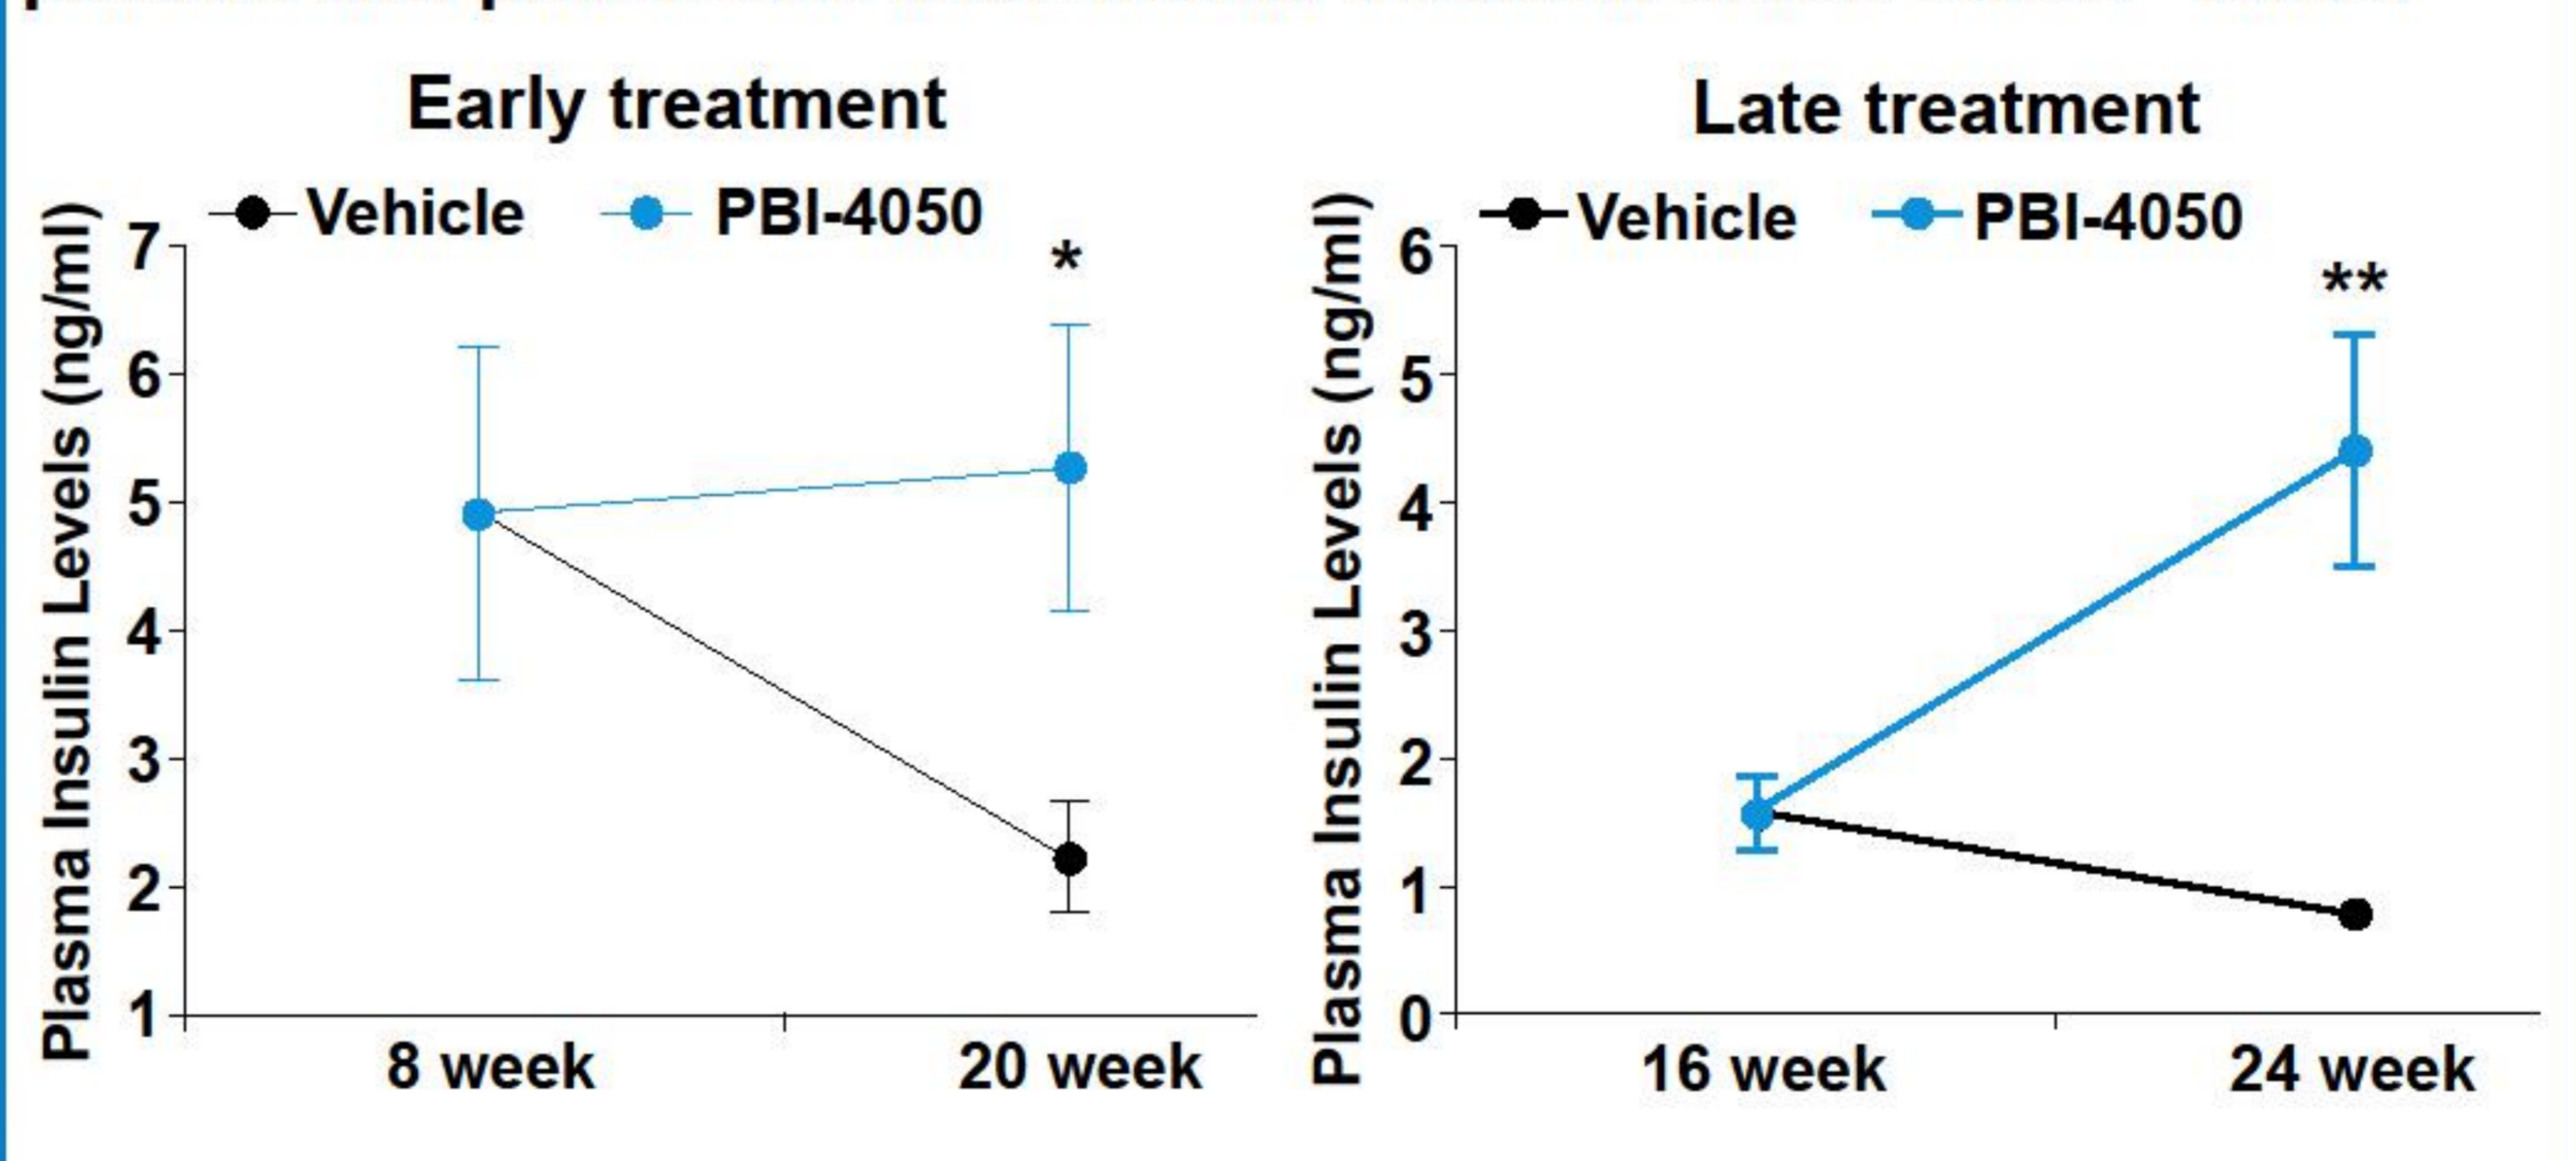 Early treatment
Vehicle PBI-4050
*
Plasma Insulin Levels (ng/ml)
7
6
5
4
3
2
1
8 week 20 week
Late treatment
Vehicle PBI-4050
**
Plasma Insulin Levels (ng/ml)
6
5
4
3
2
1
0
16 week 24 week